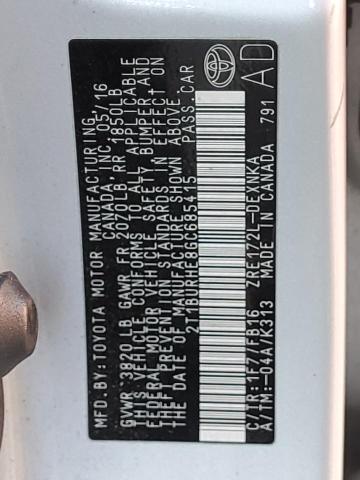 MFD.BY:TOYOTA MOTOR MANUFACTURING
CANADA, INC. 05/16
GVWR 3820 LB GAWR FR 2070LB, RR 1850LB
THIS VEHICLE CONFORMS TO ALL APPLICABLE
FEDERAL MOTOR VEHICLE SAFETY, BUMPER, AND
THEFT PREVENTION STANDARDS IN EFFECT ON
THE DATE OF MANUFACTURE SHOWN ABOVE.
2T1BURHE8GC685415 PASS.CAR
C/TR:1F7/FB16 ZRE172L-DEXNKA
A/TM:-04A/K313 MADE IN CANADA 791
AD